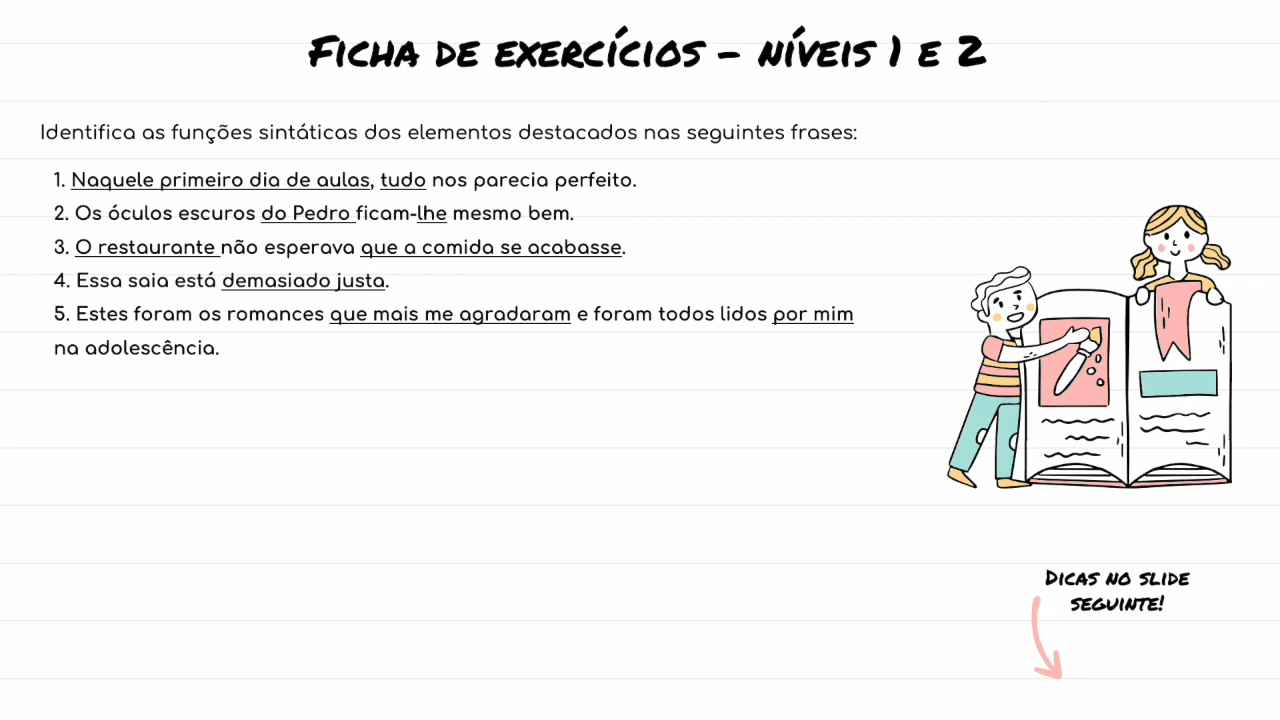 Ficha de exercícios - níveis 1 e 2
Identifica as funções sintáticas dos elementos destacados nas seguintes frases:
1. Naquele primeiro dia de aulas, tudo nos parecia perfeito.
2. Os óculos escuros do Pedro ficam-lhe mesmo bem.
3. O restaurante não esperava que a comida se acabasse.
4. Essa saia está demasiado justa.
5. Estes foram os romances que mais me agradaram e foram todos lidos por mim
na adolescência.
Dicas no slide
seguinte!